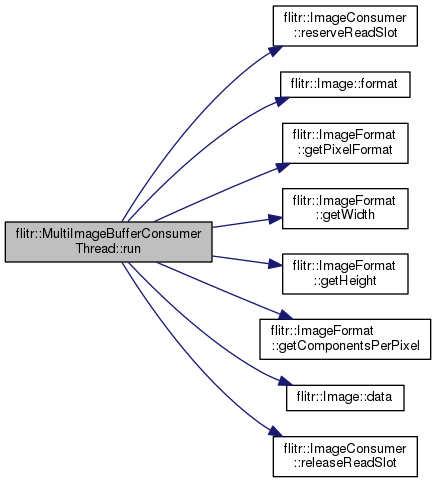 flitr::ImageConsumer
::reserveReadSlot
flitr::Image::format
flitr::ImageFormat
::getPixelFormat
flitr::ImageFormat
::getWidth
flitr::MultiImageBufferConsumer
Thread::run
flitr::ImageFormat
::getHeight
flitr::ImageFormat
::getComponentsPerPixel
flitr::Image::data
flitr::ImageConsumer
::releaseReadSlot